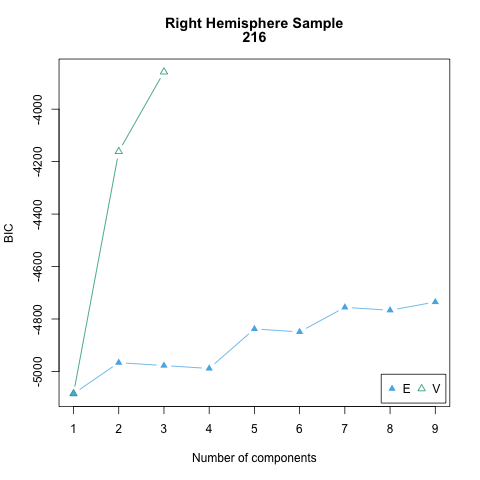 Right Hemisphere Sample
216
BIC
-4000
-4200
-4400
-4600
-4800
-5000
E V
1 2 3 4 5 6 7 8 9
Number of components